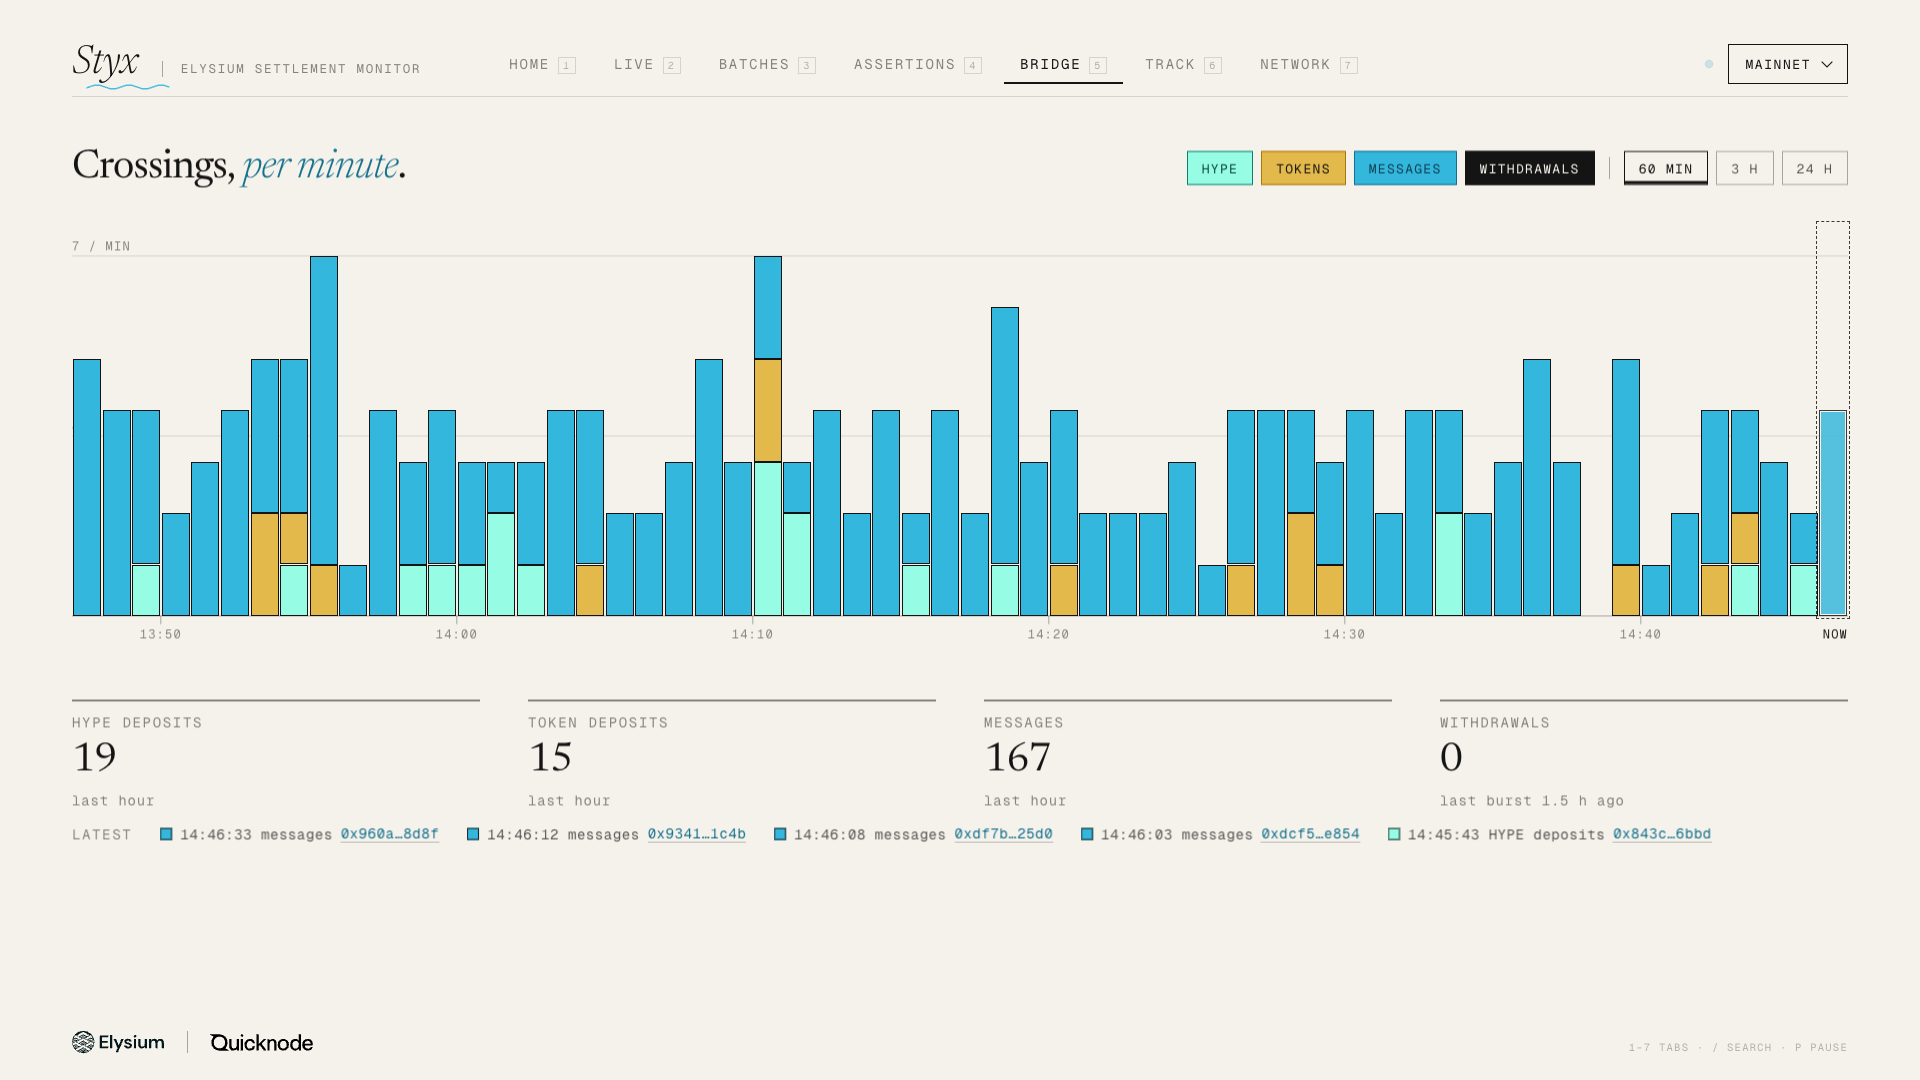 Styx | ELYSIUM SETTLEMENT MONITOR HOME 1 LIVE 2 BATCHES 3 ASSERTIONS 4 BRIDGE 5 TRACK 6 NETWORK 7 MAINNET
Crossings, per minute. HYPE TOKENS MESSAGES WITHDRAWALS 60 MIN 3 H 24 H
7 / MIN
13:50 14:00 14:10 14:20 14:30 14:40 NOW
HYPE DEPOSITS TOKEN DEPOSITS MESSAGES WITHDRAWALS
19 15 167 0
last hour last hour last hour last burst 1.5 h ago
LATEST 14:46:33 messages 0x960a…8d8f 14:46:12 messages 0x9341…1c4b 14:46:08 messages 0xdf7b…25d0 14:46:03 messages 0xdcf5…e854 14:45:43 HYPE deposits 0x843c…6bbd
Elysium | Quicknode 1–7 TABS · / SEARCH · P PAUSE